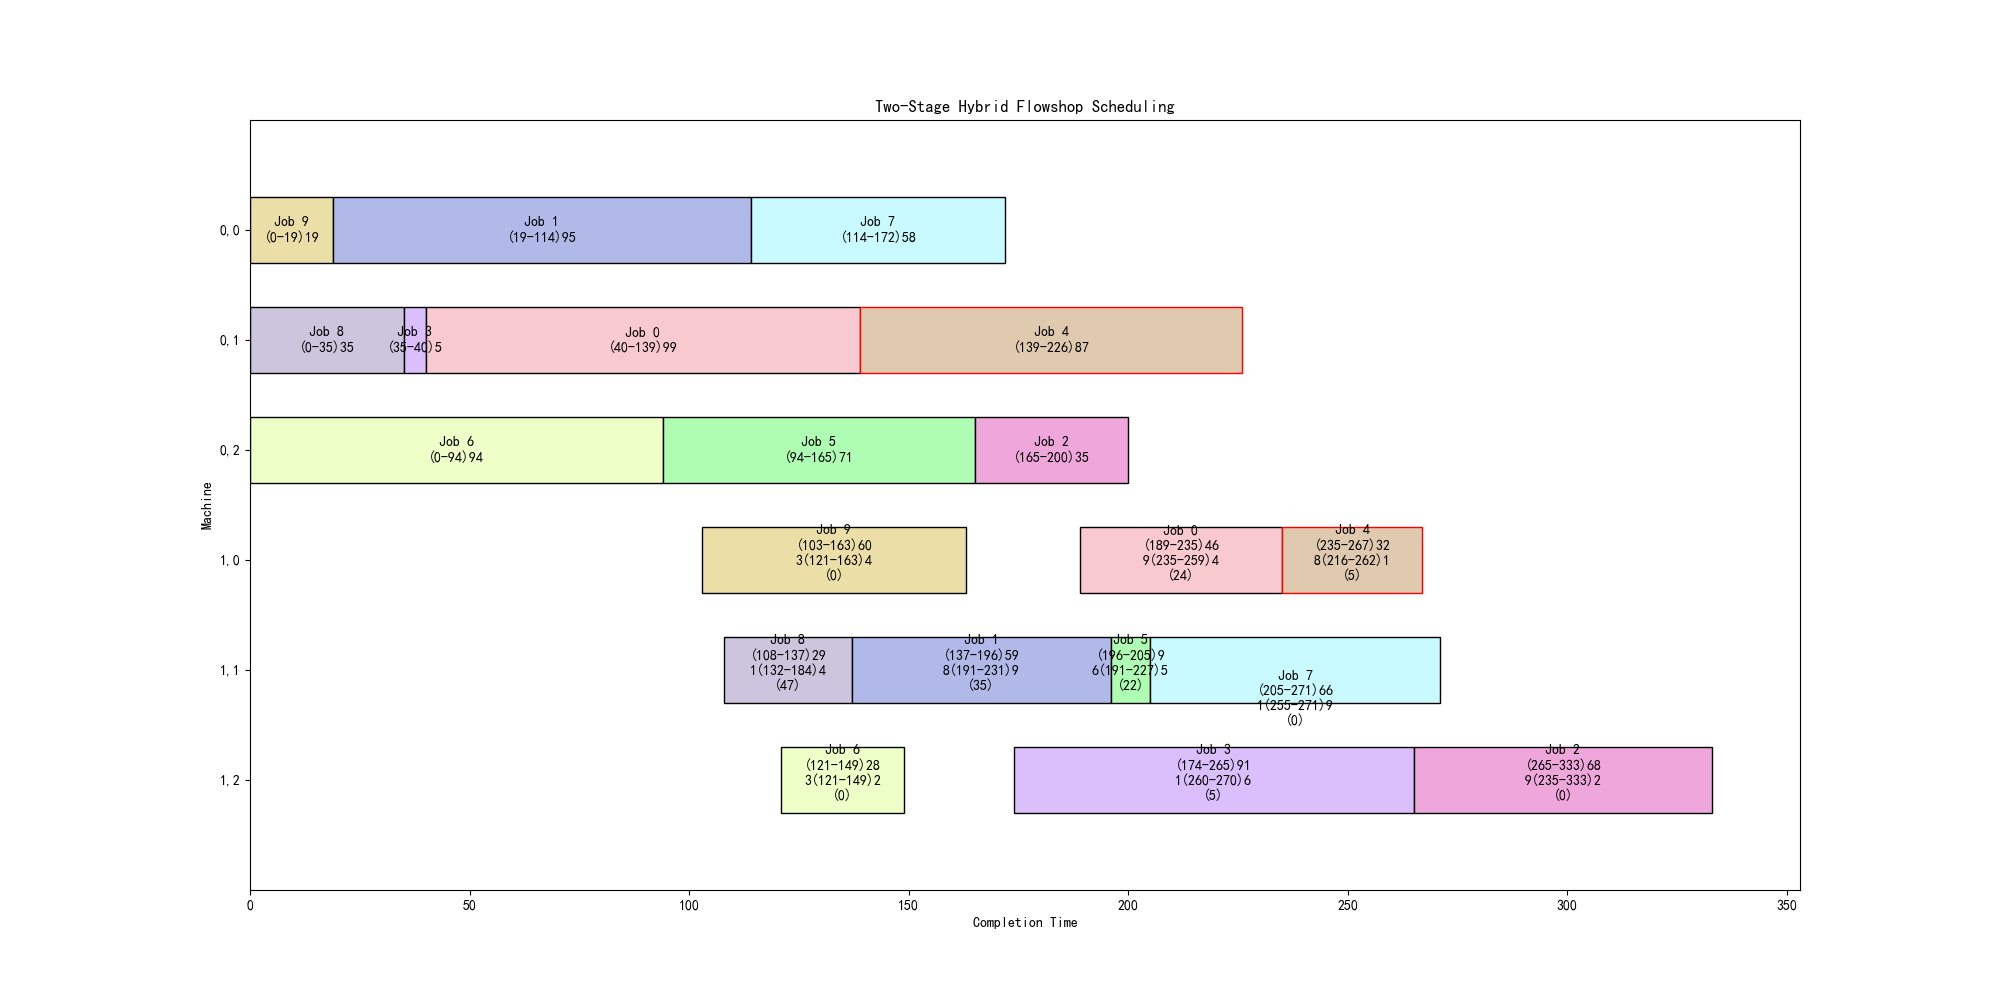 Two-Stage Hybrid Flowshop Scheduling
Machine
0,0
Job 9
(0-19)19
Job 1
(19-114)95
Job 7
(114-172)58
0,1
Job 8
(0-35)35
Job 3
(35-40)5
Job 0
(40-139)99
Job 4
(139-226)87
0,2
Job 6
(0-94)94
Job 5
(94-165)71
Job 2
(165-200)35
1,0
Job 9
(103-163)60
3(121-163)4
(0)
Job 0
(189-235)46
9(235-259)4
(24)
Job 4
(235-267)32
8(216-262)1
(5)
1,1
Job 8
(108-137)29
1(132-184)4
(47)
Job 1
(137-196)59
8(191-231)9
(35)
Job 5
(196-205)9
6(191-227)5
(22)
Job 7
(205-271)66
1(255-271)9
(0)
1,2
Job 6
(121-149)28
3(121-149)2
(0)
Job 3
(174-265)91
1(260-270)6
(5)
Job 2
(265-333)68
9(235-333)2
(0)
0
50
100
150
200
250
300
350
Completion Time